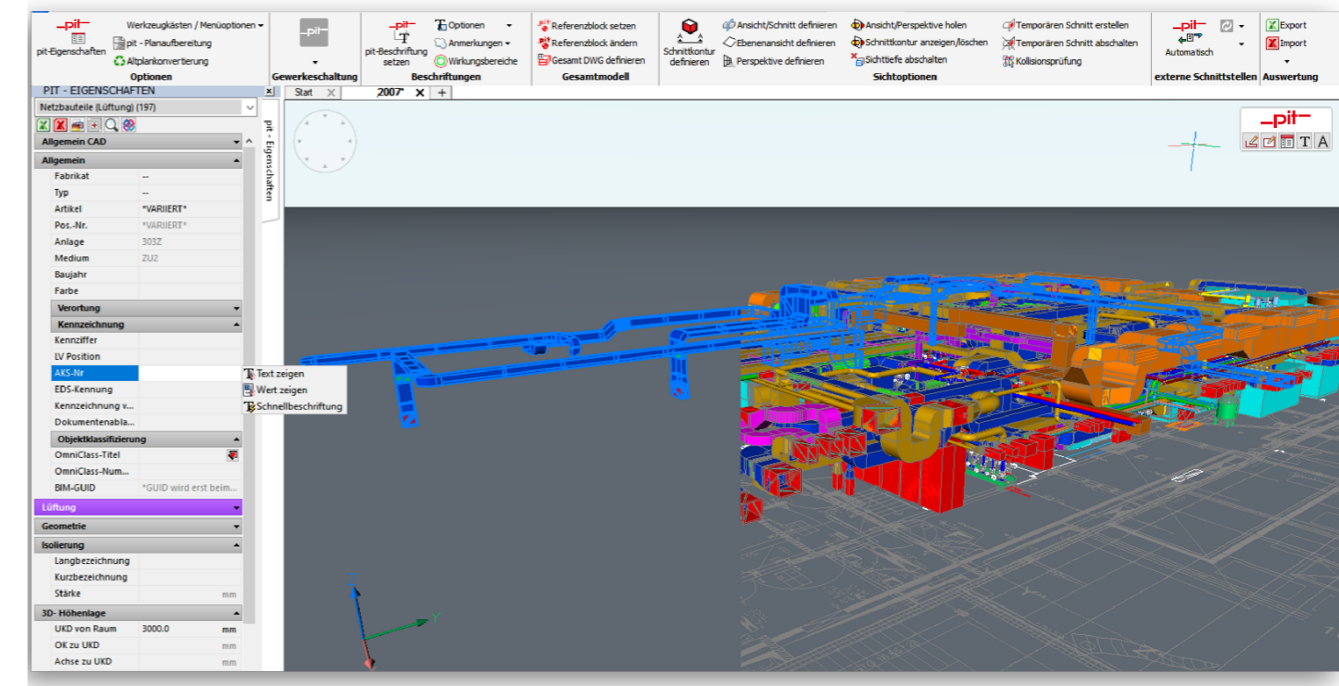 pit
pit-Eigenschaften
Werkzeugkästen / Menüoptionen
pit - Planaufbereitung
Altplankonvertierung
Optionen
pit
Gewerkeschaltung
pit
pit-Beschriftung setzen
Optionen
Anmerkungen
Wirkungsbereiche
Beschriftungen
Referenzblock setzen
Referenzblock ändern
Gesamt DWG definieren
Gesamtmodell
Schnittkontur definieren
Ansicht/Schnitt definieren
Ebenenansicht definieren
Perspektive definieren
Ansicht/Perspektive holen
Schnittkontur anzeigen/löschen
Sichttiefe abschalten
Temporären Schnitt erstellen
Temporären Schnitt abschalten
Kollisionsprüfung
Sichtoptionen
pit
Automatisch
externe Schnittstellen
Export
Import
Auswertung
PIT - EIGENSCHAFTEN
Start
2007*
Netzbauteile (Lüftung) (197)
pit - Eigenschaften
pit
T A
Allgemein CAD
Allgemein
Fabrikat --
Typ --
Artikel *VARIIERT*
Pos.-Nr. *VARIIERT*
Anlage 303Z
Medium ZU2
Baujahr
Farbe
Verortung
Kennzeichnung
Kennziffer
LV Position
AKS-Nr
EDS-Kennung
Kennzeichnung v...
Dokumentenabla...
Text zeigen
Wert zeigen
Schnellbeschriftung
Objektklassifizierung
OmniClass-Titel
OmniClass-Num...
BIM-GUID *GUID wird erst beim...
Lüftung
Geometrie
Isolierung
Langbezeichnung
Kurzbezeichnung
Stärke mm
3D- Höhenlage
UKD von Raum 3000.0 mm
OK zu UKD mm
Achse zu UKD mm
Z
Y